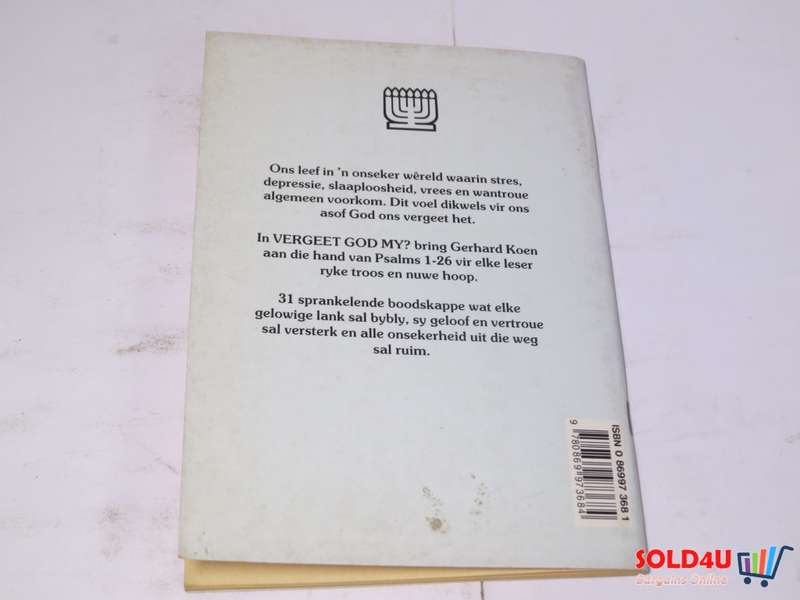 Ons leef in 'n onseker wêreld waarin stres,
depressie, slaaploosheid, vrees en wantroue
algemeen voorkom. Dit voel dikwels vir ons
asof God ons vergeet het.
In VERGEET GOD MY? bring Gerhard Koen
aan die hand van Psalms 1-26 vir elke leser
ryke troos en nuwe hoop.
31 sprankelende boodskappe wat elke
gelowige lank sal bybly, sy geloof en vertroue
sal versterk en alle onsekerheid uit die weg
sal ruim.
ISBN 0 86997 368 1
9 780869 973684
SOLD4U
Bargains Online